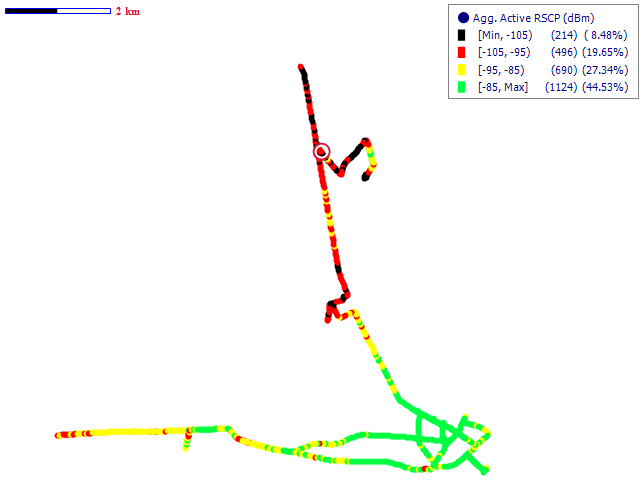 2 km
Agg. Active RSCP (dBm)
[Min, -105) (214) ( 8.48%)
[-105, -95) (496) (19.65%)
[-95, -85) (690) (27.34%)
[-85, Max] (1124) (44.53%)